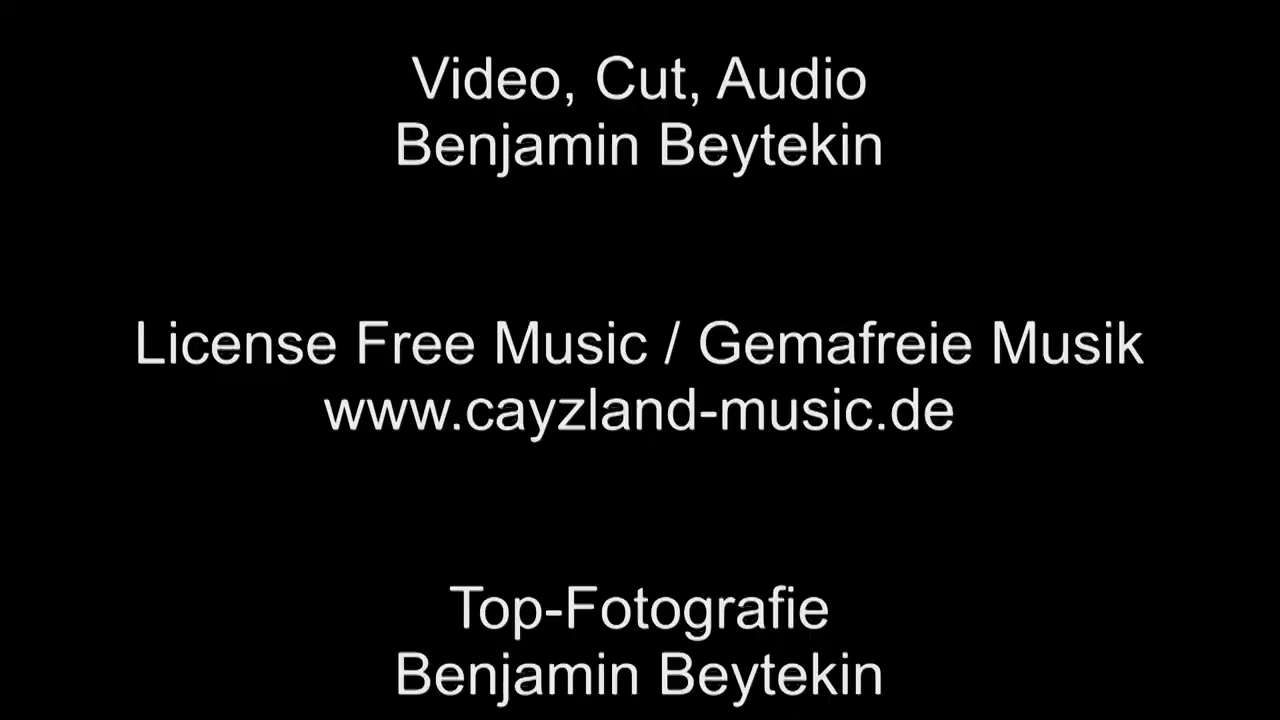 Video, Cut, Audio
Benjamin Beytekin
License Free Music / Gemafreie Musik
www.cayzland-music.de
Top-Fotografie
Benjamin Beytekin